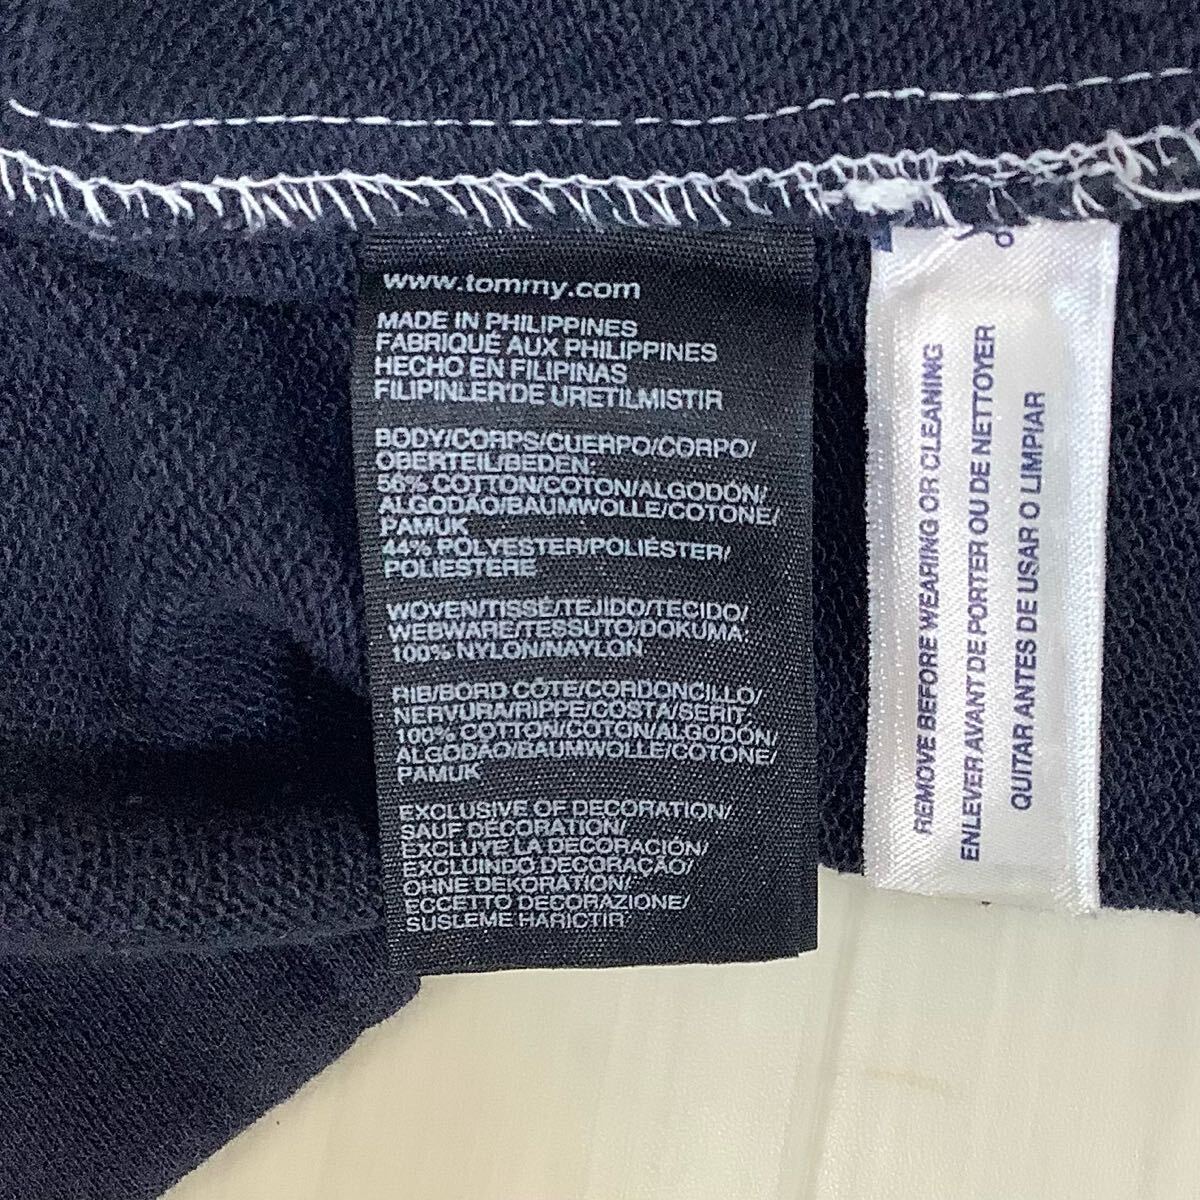 www.tommy.com
MADE IN PHILIPPINES
FABRIQUÉ AUX PHILIPPINES
HECHO EN FILIPINAS
FILIPINLER'DE URETILMISTIR
BODY/CORPS/CUERPO/CORPO/
OBERTEIL/BEDEN:
56% COTTON/COTON/ALGODÓN/
ALGODÃO/BAUMWOLLE/COTONE/
PAMUK
44% POLYESTER/POLIÉSTER/
POLIESTERE
WOVEN/TISSÉ/TEJIDO/TECIDO/
WEBWARE/TESSUTO/DOKUMA:
100% NYLON/NAYLON
RIB/BORD CÔTE/CORDONCILLO/
NERVURA/RIPPE/COSTA/SERIT:
100% COTTON/COTON/ALGODÓN/
ALGODÃO/BAUMWOLLE/COTONE/
PAMUK
EXCLUSIVE OF DECORATION/
SAUF DÉCORATION/
EXCLUYE LA DECORACIÓN/
EXCLUINDO DECORAÇÃO/
OHNE DEKORATION/
ECCETTO DECORAZIONE/
SUSLEME HARICTIR
REMOVE BEFORE WEARING OR CLEANING
ENLEVER AVANT DE PORTER OU DE NETTOYER
QUITAR ANTES DE USAR O LIMPIAR